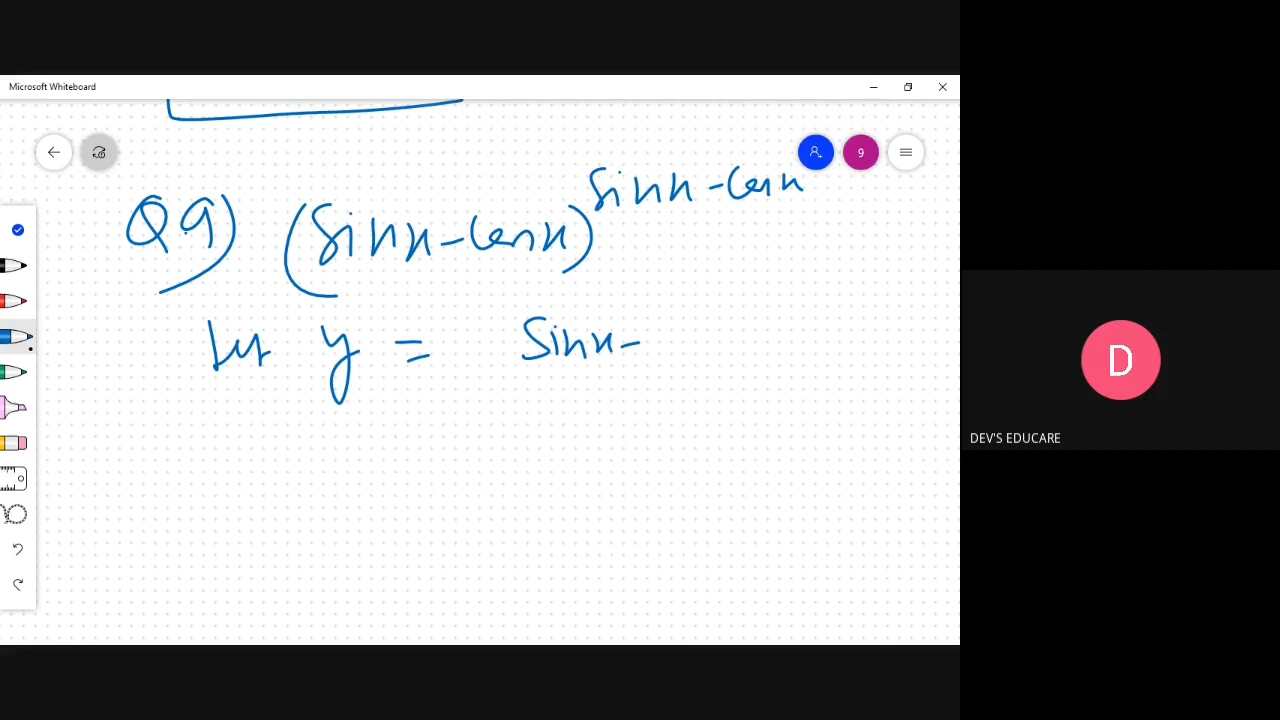 Microsoft Whiteboard
9
Q9) (Sinx-Cosx)^Sinx-Cosx
let y = Sinx-
D
DEV'S EDUCARE